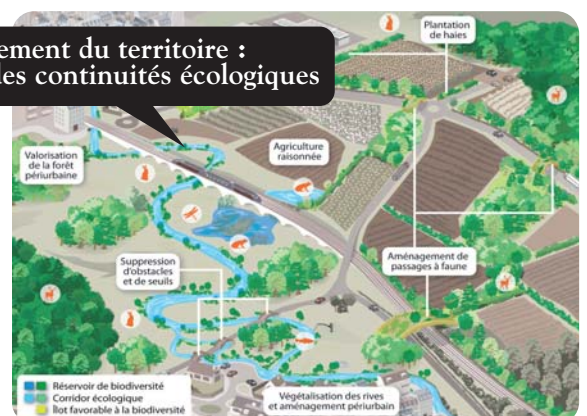 ement du territoire :
des continuités écologiques
Plantation
de haies
Valorisation
de la forêt
périurbaine
Agriculture
raisonnée
Suppression
d'obstacles
et de seuils
Aménagement de
passages à faune
Réservoir de biodiversité
Corridor écologique
Îlot favorable à la biodiversité
Végétalisation des rives
et aménagement périurbain